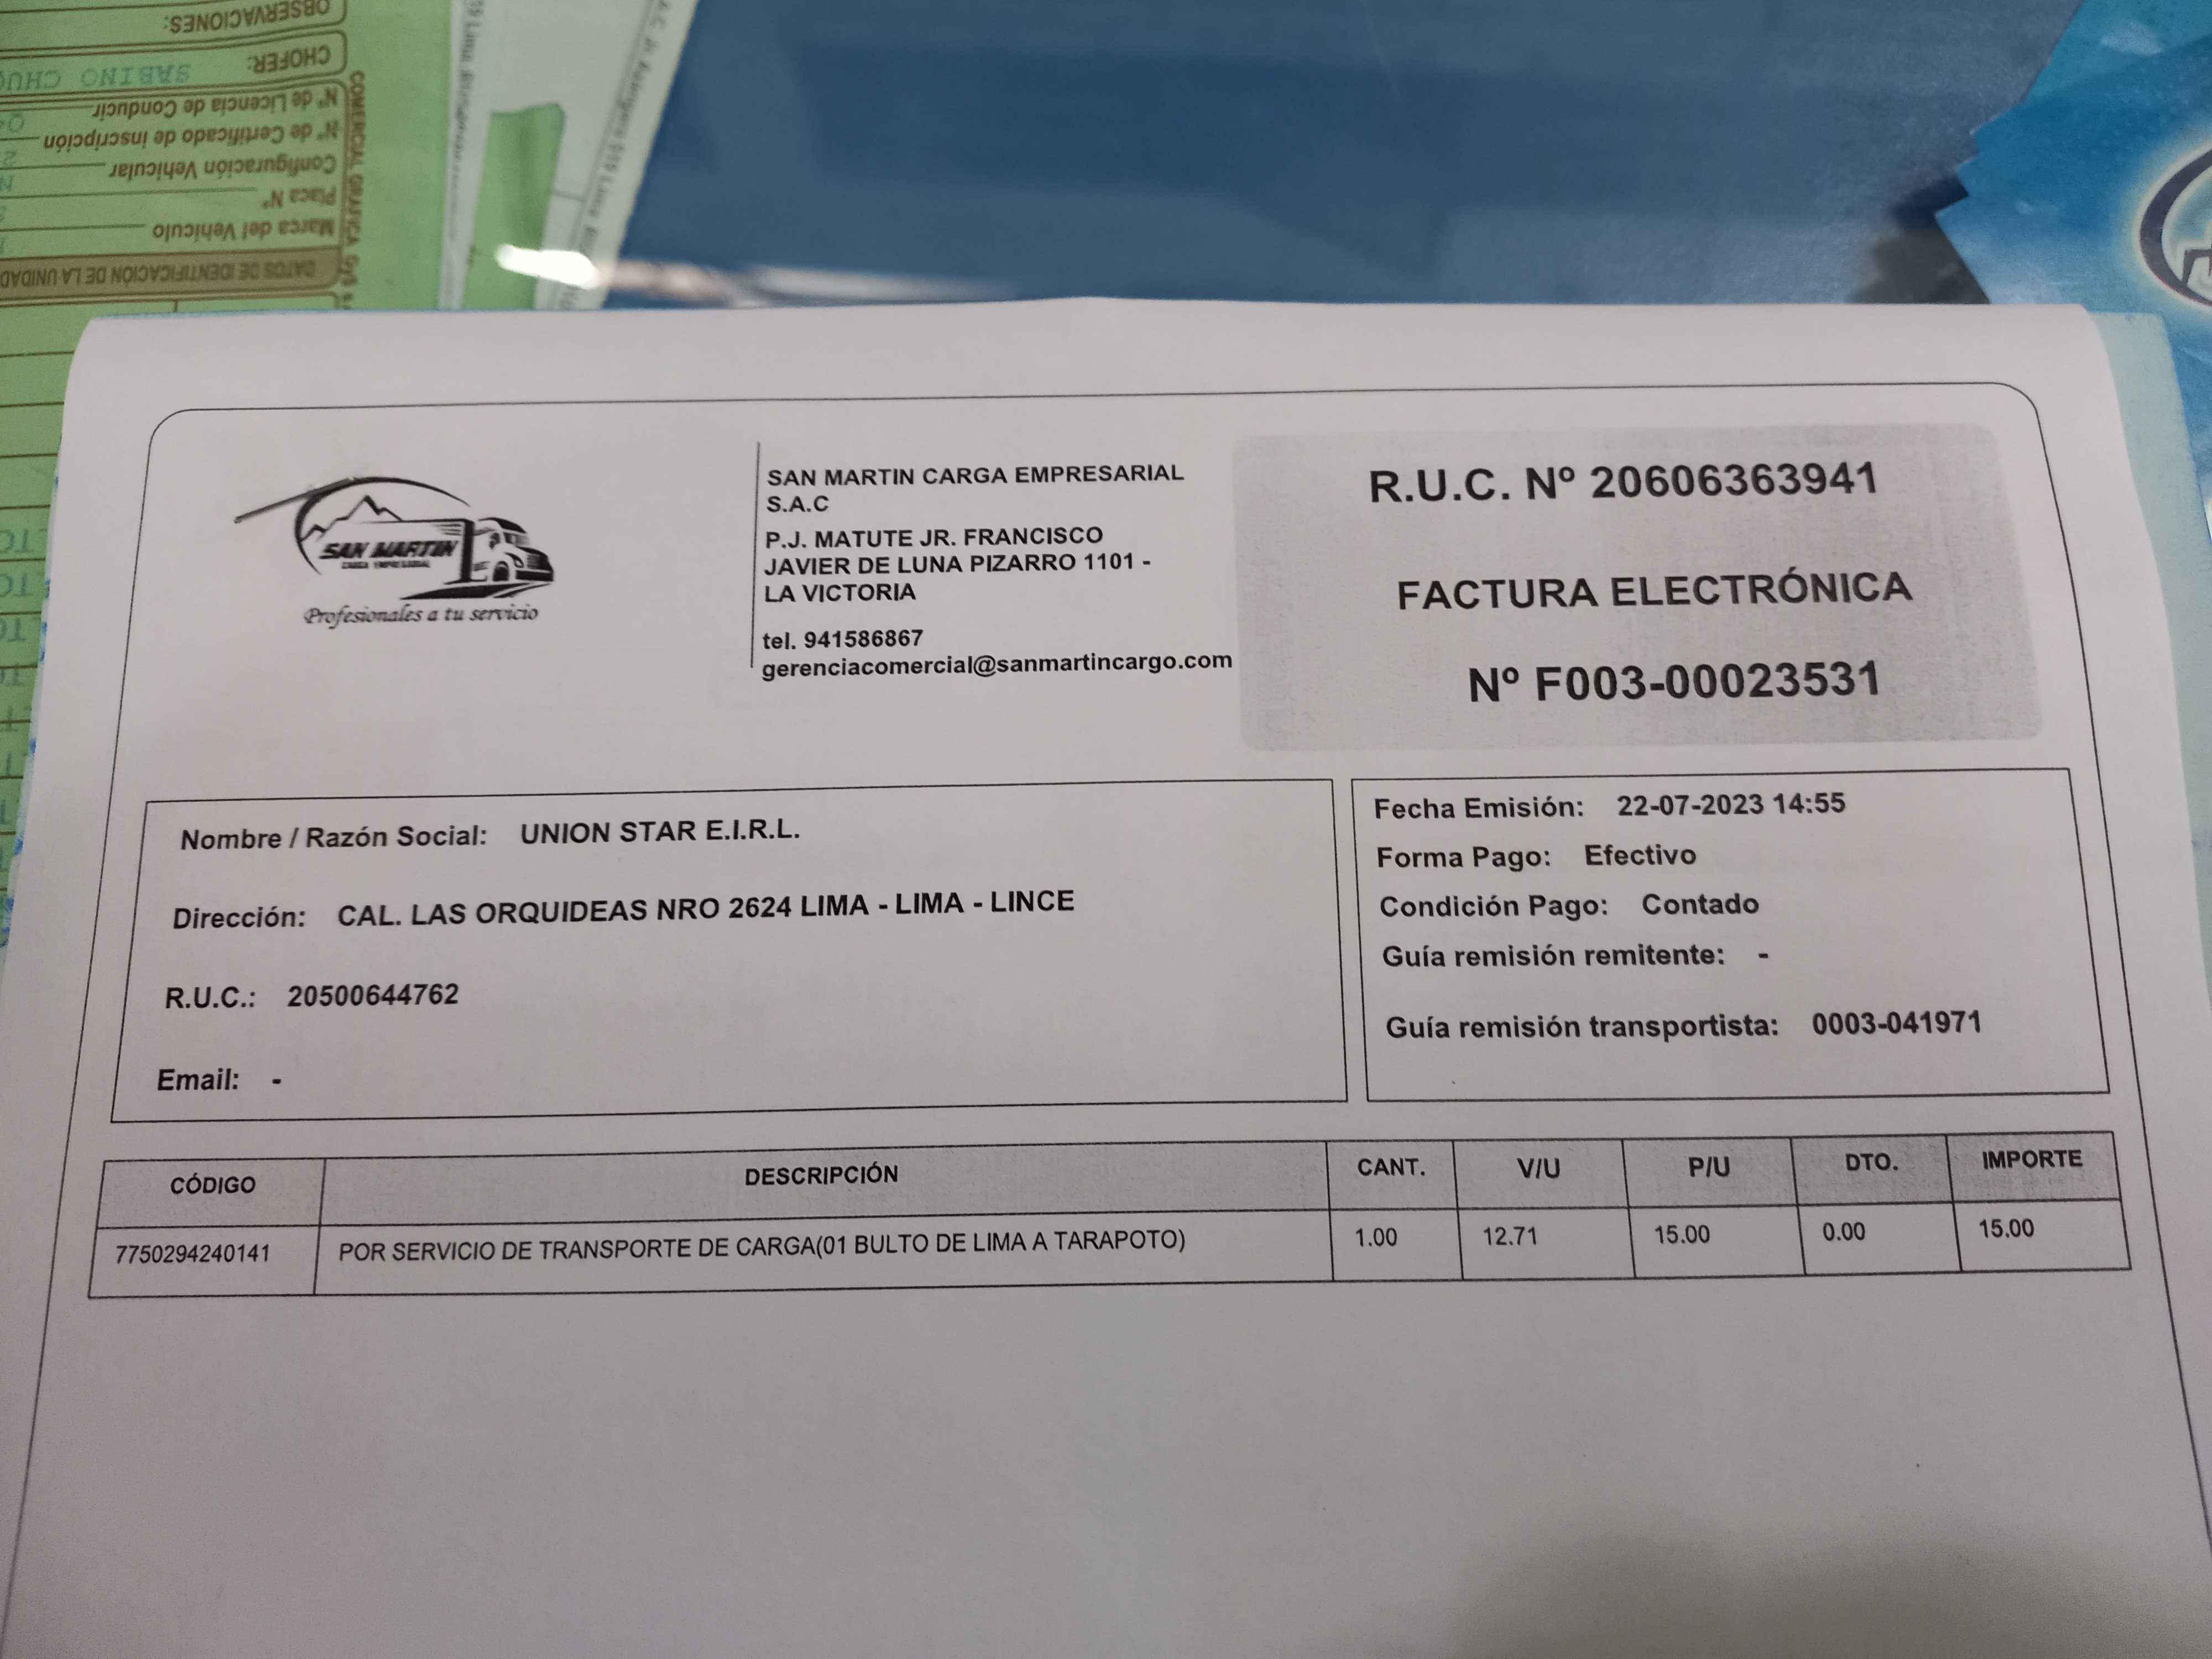 OBSERVACIONES:
CHOFER: SABINO
N° de Licencia de Conducir
N° de Certificado de inscripción
Configuración Vehicular
Placa N°
Marca del Vehículo
DATOS DE IDENTIFICACIÓN DE LA UNIDAD
COMERCIAL GRAFICA
SAN MARTIN
CARGA EMPRESARIAL
Profesionales a tu servicio
SAN MARTIN CARGA EMPRESARIAL
S.A.C
P.J. MATUTE JR. FRANCISCO
JAVIER DE LUNA PIZARRO 1101 -
LA VICTORIA
tel. 941586867
gerenciacomercial@sanmartincargo.com
R.U.C. Nº 20606363941
FACTURA ELECTRÓNICA
Nº F003-00023531
Nombre / Razón Social: UNION STAR E.I.R.L.
Dirección: CAL. LAS ORQUIDEAS NRO 2624 LIMA - LIMA - LINCE
R.U.C.: 20500644762
Email: -
Fecha Emisión: 22-07-2023 14:55
Forma Pago: Efectivo
Condición Pago: Contado
Guía remisión remitente: -
Guía remisión transportista: 0003-041971
CÓDIGO DESCRIPCIÓN CANT. V/U P/U DTO. IMPORTE
7750294240141 POR SERVICIO DE TRANSPORTE DE CARGA(01 BULTO DE LIMA A TARAPOTO) 1.00 12.71 15.00 0.00 15.00